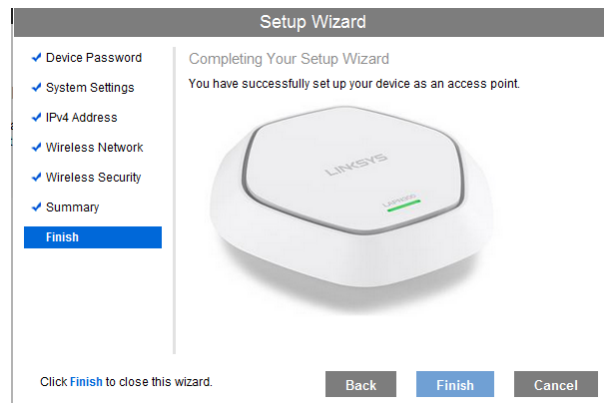 Setup Wizard
Device Password
System Settings
IPv4 Address
Wireless Network
Wireless Security
Summary
Finish
Completing Your Setup Wizard
You have successfully set up your device as an access point.
LINKSYS
Click Finish to close this wizard.
Back
Finish
Cancel